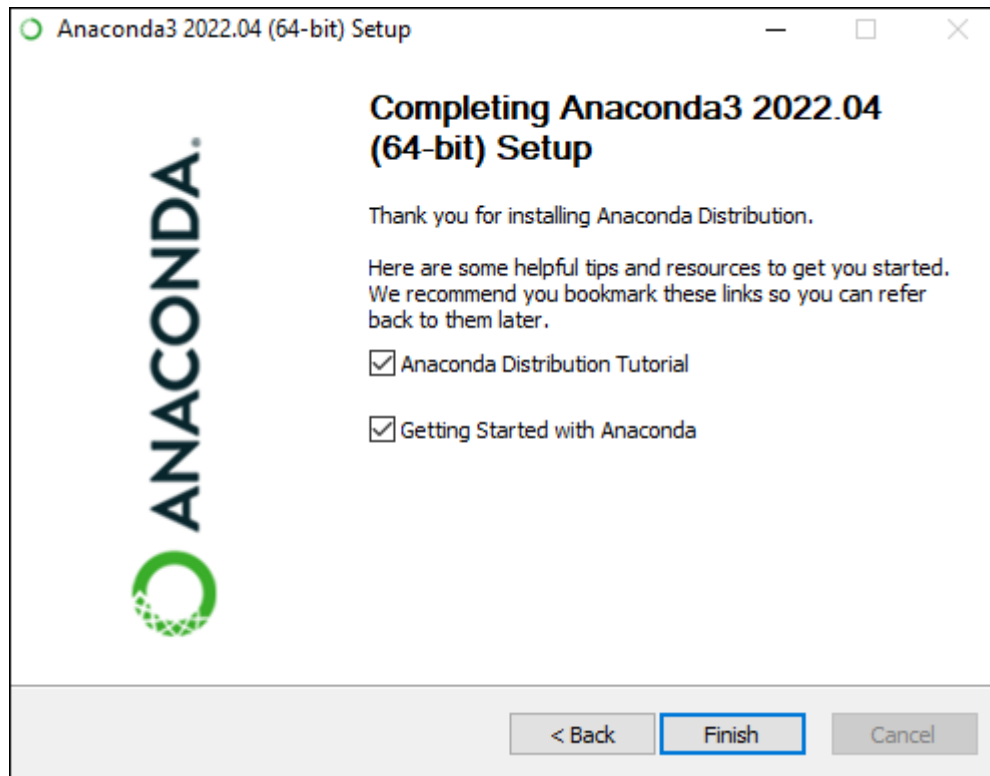 Anaconda3 2022.04 (64-bit) Setup
Completing Anaconda3 2022.04
(64-bit) Setup
Thank you for installing Anaconda Distribution.
Here are some helpful tips and resources to get you started.
We recommend you bookmark these links so you can refer
back to them later.
Anaconda Distribution Tutorial
Getting Started with Anaconda
ANACONDA.
< Back
Finish
Cancel